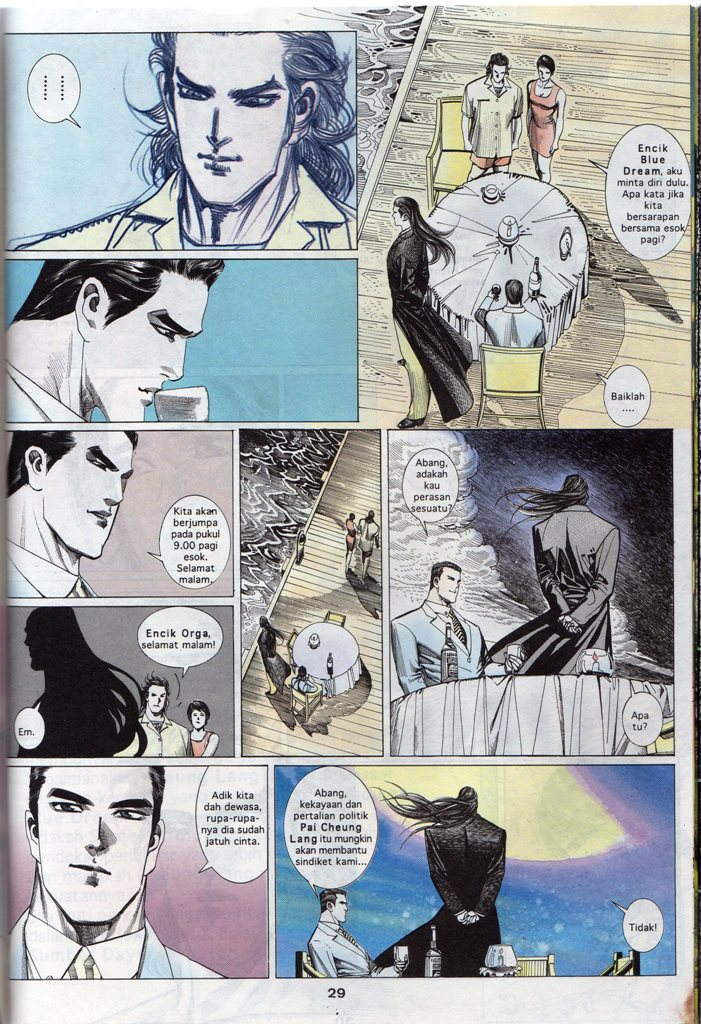 ......
Encik
Blue
Dream, aku
minta diri dulu.
Apa kata jika
kita
bersarapan
bersama esok
pagi?
Baiklah
....
Kita akan
berjumpa
pada pukul
9.00 pagi
esok.
Selamat
malam.
Encik Orga,
selamat malam!
Em.
Abang,
adakah
kau
perasan
sesuatu?
Apa
tu?
Adik kita
dah dewasa,
rupa-rupa-
nya dia sudah
jatuh cinta.
Abang,
kekayaan dan
pertalian politik
Pai Cheung
Lang itu mungkin
akan membantu
sindiket kami...
Tidak!
29